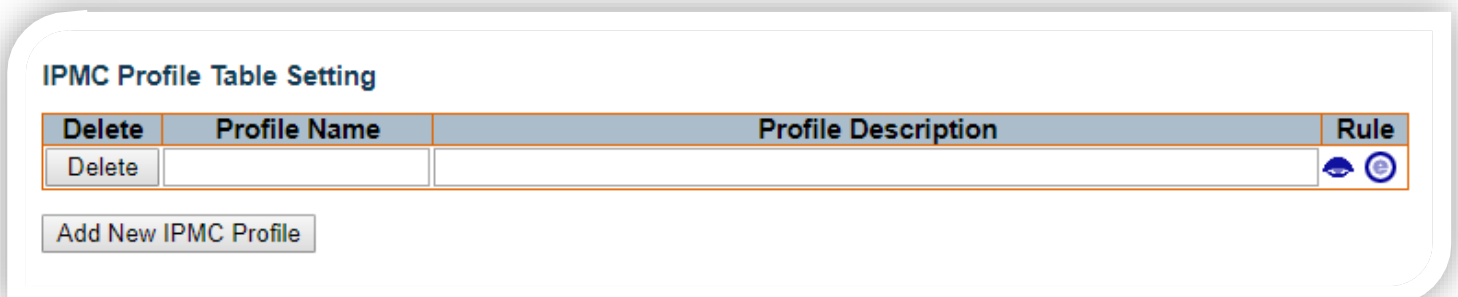 IPMC Profile Table Setting
Delete Profile Name Profile Description Rule
Delete e
Add New IPMC Profile